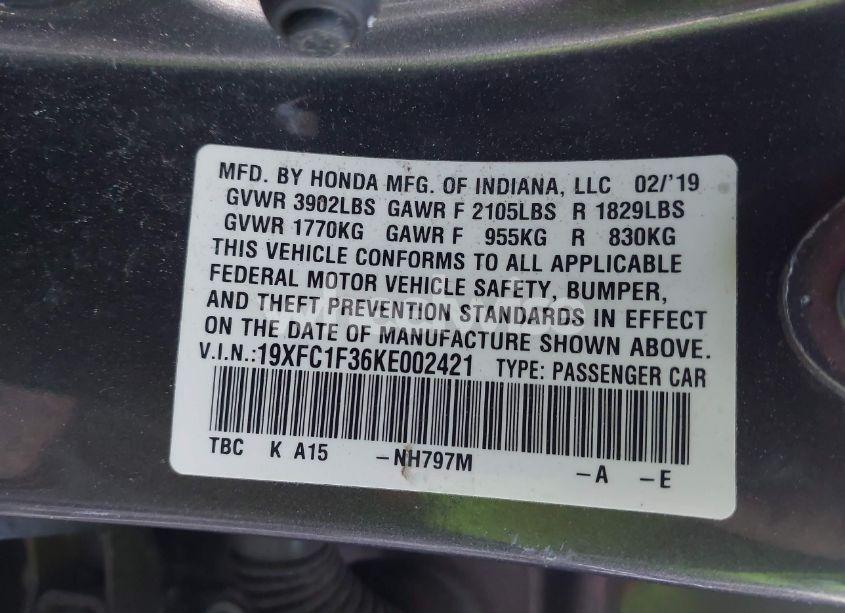 MFD. BY HONDA MFG. OF INDIANA, LLC 02/'19
GVWR 3902LBS GAWR F 2105LBS R 1829LBS
GVWR 1770KG GAWR F 955KG R 830KG
THIS VEHICLE CONFORMS TO ALL APPLICABLE
FEDERAL MOTOR VEHICLE SAFETY, BUMPER,
AND THEFT PREVENTION STANDARDS IN EFFECT
ON THE DATE OF MANUFACTURE SHOWN ABOVE.
V.I.N.:19XFC1F36KE002421 TYPE: PASSENGER CAR
TBC K A15 -NH797M -A -E